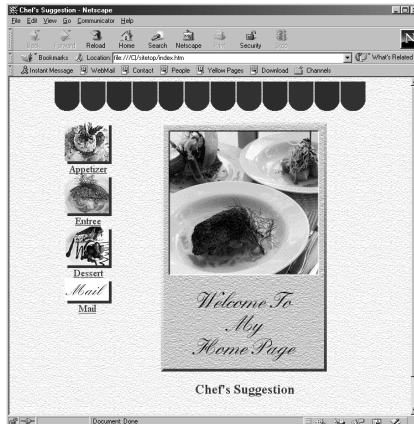 Chef's Suggestion - Netscape
File Edit View Go Communicator Help
Back Forward Reload Home Search Netscape Print Security Stop
Bookmarks Location: file:///C|/sitetop/index.htm What's Related
Instant Message WebMail Contact People Yellow Pages Download Channels
Appetizer
Entree
Dessert
Mail
Mail
Welcome To
My
Home Page
Chef's Suggestion
Document: Done